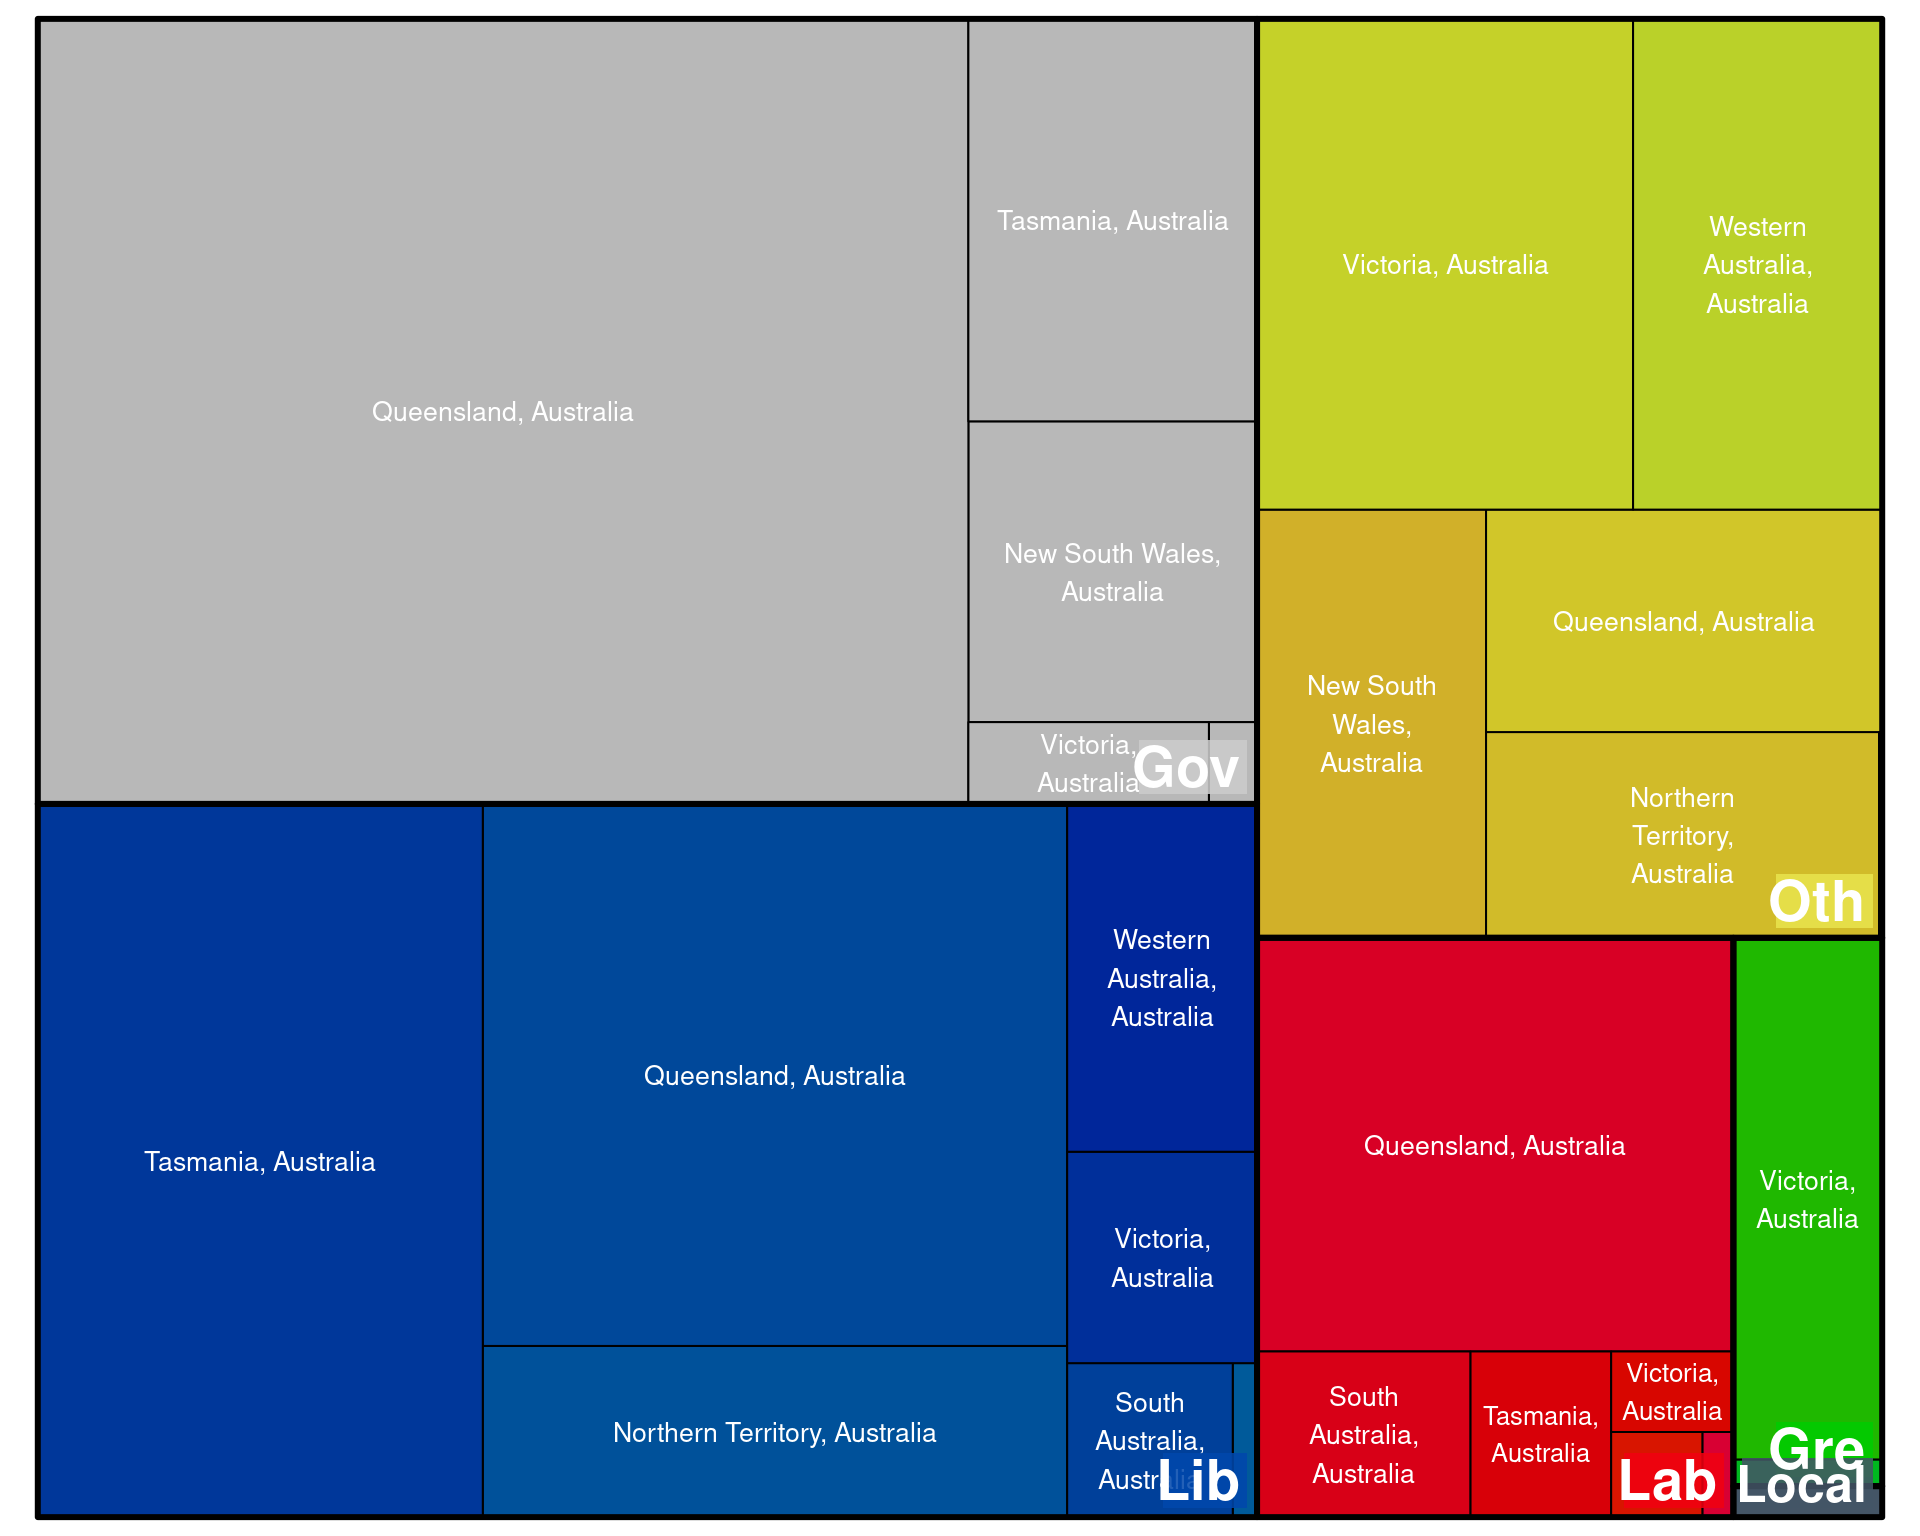 Queensland, Australia
Tasmania, Australia
New South Wales,
Australia
Victoria,
Australia
Gov
Victoria, Australia
Western
Australia,
Australia
New South
Wales,
Australia
Queensland, Australia
Northern
Territory,
Australia
Oth
Tasmania, Australia
Queensland, Australia
Northern Territory, Australia
Western
Australia,
Australia
Victoria,
Australia
South
Australia,
Australia
Lib
Queensland, Australia
South
Australia,
Australia
Tasmania,
Australia
Victoria,
Australia
Lab
Victoria,
Australia
Gre
Local